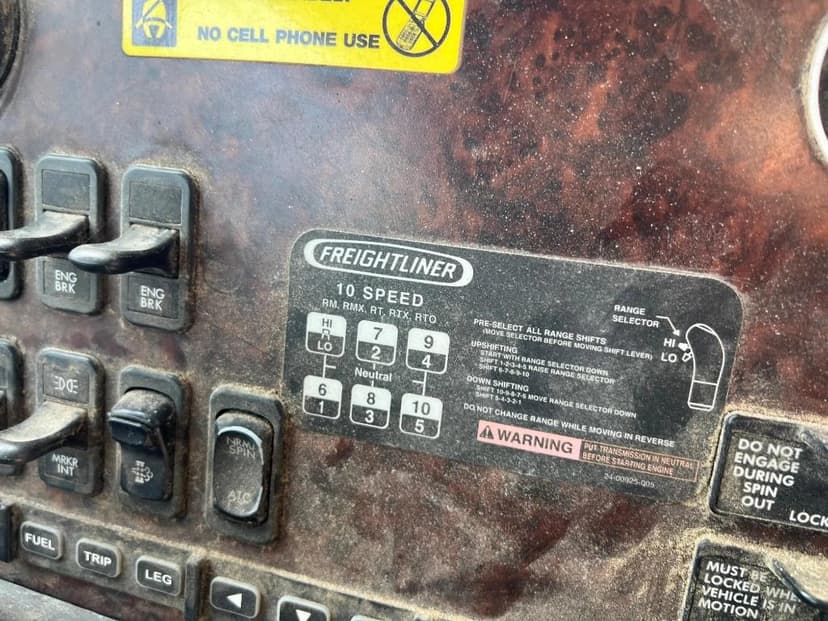 NO CELL PHONE USE
ENG
BRK
ENG
BRK
MRKR
INT
NRML
SPIN
ATC
FUEL
TRIP
LEG
FREIGHTLINER
10 SPEED
RM, RMX, RT, RTX, RTO
HI
R
LO
7
2
9
4
Neutral
6
1
8
3
10
5
PRE-SELECT ALL RANGE SHIFTS
(MOVE SELECTOR BEFORE MOVING SHIFT LEVER)
UPSHIFTING
START WITH RANGE SELECTOR DOWN
SHIFT 1-2-3-4-5 RAISE RANGE SELECTOR
SHIFT 6-7-8-9-10
DOWN SHIFTING
SHIFT 10-9-8-7-6 MOVE RANGE SELECTOR DOWN
SHIFT 5-4-3-2-1
DO NOT CHANGE RANGE WHILE MOVING IN REVERSE
RANGE
SELECTOR
HI
LO
WARNING
PUT TRANSMISSION IN NEUTRAL
BEFORE STARTING ENGINE
24-00925-005
DO NOT
ENGAGE
DURING
SPIN
OUT
LOCK
MUST BE
LOCKED WHEN
VEHICLE IS IN
MOTION